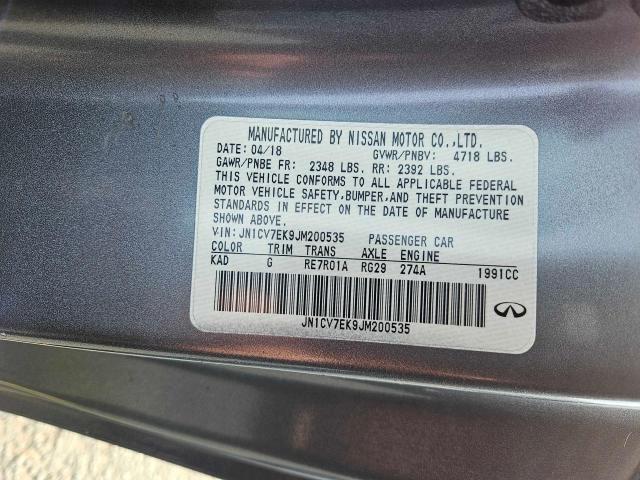 MANUFACTURED BY NISSAN MOTOR CO.,LTD.
DATE: 04/18 GVWR/PNBV: 4718 LBS.
GAWR/PNBE FR: 2348 LBS. RR: 2392 LBS.
THIS VEHICLE CONFORMS TO ALL APPLICABLE FEDERAL
MOTOR VEHICLE SAFETY,BUMPER,AND THEFT PREVENTION
STANDARDS IN EFFECT ON THE DATE OF MANUFACTURE
SHOWN ABOVE.
VIN: JN1CV7EK9JM200535 PASSENGER CAR
COLOR TRIM TRANS AXLE ENGINE
KAD G RE7R01A RG29 274A 1991CC
JN1CV7EK9JM200535